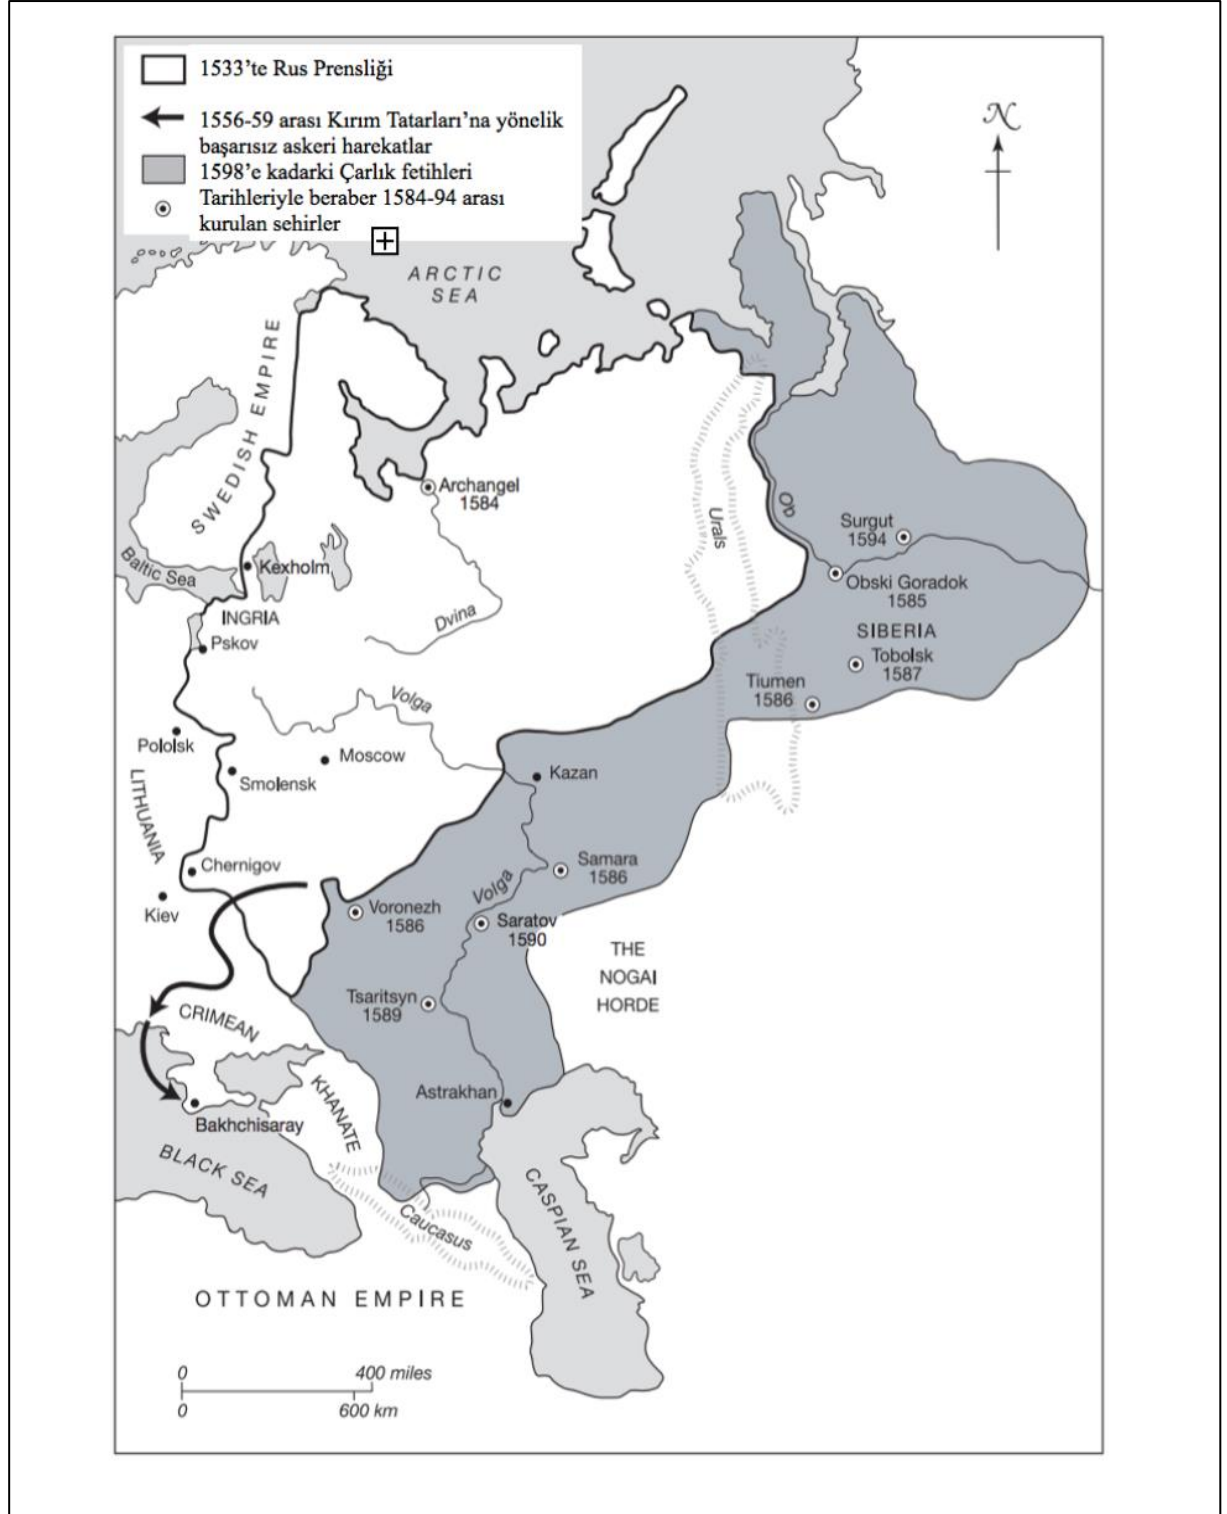 1533'te Rus Prensliği
1556-59 arası Kırım Tatarları'na yönelik
başarısız askeri harekatlar
1598'e kadarki Çarlık fetihleri
Tarihleriyle beraber 1584-94 arası
kurulan sehirler
N
ARCTIC
SEA
SWEDISH EMPIRE
Archangel
1584
Urals
Ob
Surgut
1594
Baltic Sea
Kexholm
Obski Goradok
1585
INGRIA
Dvina
SIBERIA
Pskov
Tobolsk
1587
Tiumen
1586
Volga
Pololsk
Moscow
Smolensk
Kazan
LITHUANIA
Chernigov
Samara
1586
Kiev
Voronezh
1586
Volga
Saratov
1590
THE
NOGAI
HORDE
Tsaritsyn
1589
CRIMEAN
KHANATE
Astrakhan
Bakhchisaray
BLACK SEA
Caucasus
CASPIAN SEA
OTTOMAN EMPIRE
0 400 miles
0 600 km